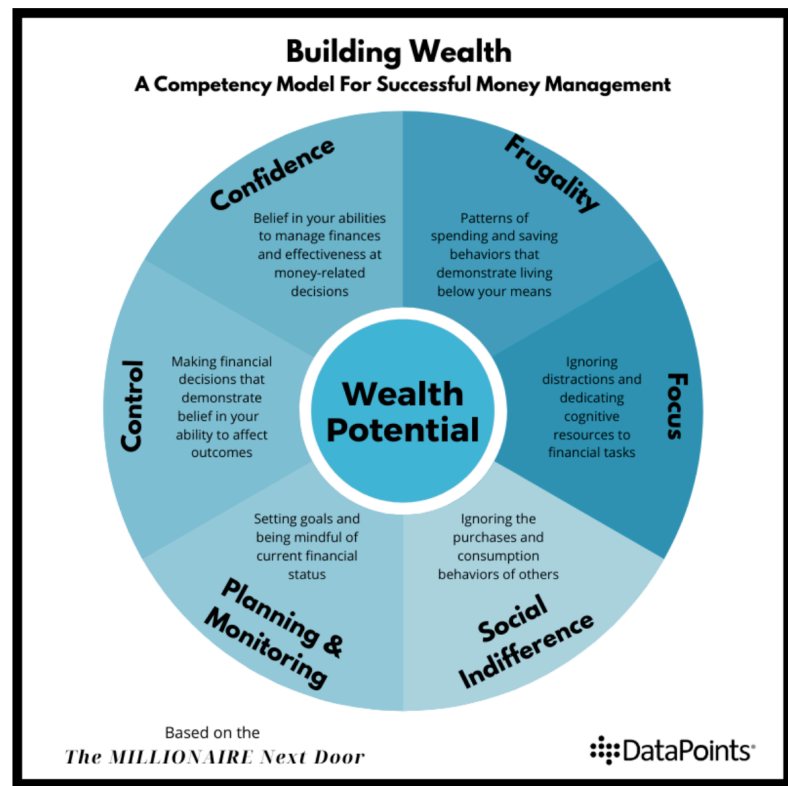 Building Wealth
A Competency Model For Successful Money Management
Confidence
Belief in your abilities
to manage finances
and effectiveness at
money-related
decisions
Frugality
Patterns of
spending and saving
behaviors that
demonstrate living
below your means
Control
Making financial
decisions that
demonstrate
belief in your
ability to affect
outcomes
Wealth
Potential
Ignoring
distractions and
dedicating
cognitive
resources to
financial tasks
Focus
Setting goals and
being mindful of
current financial
status
Planning &
Monitoring
Ignoring the
purchases and
consumption
behaviors of others
Social
Indifference
Based on the
The MILLIONAIRE Next Door
DataPoints®